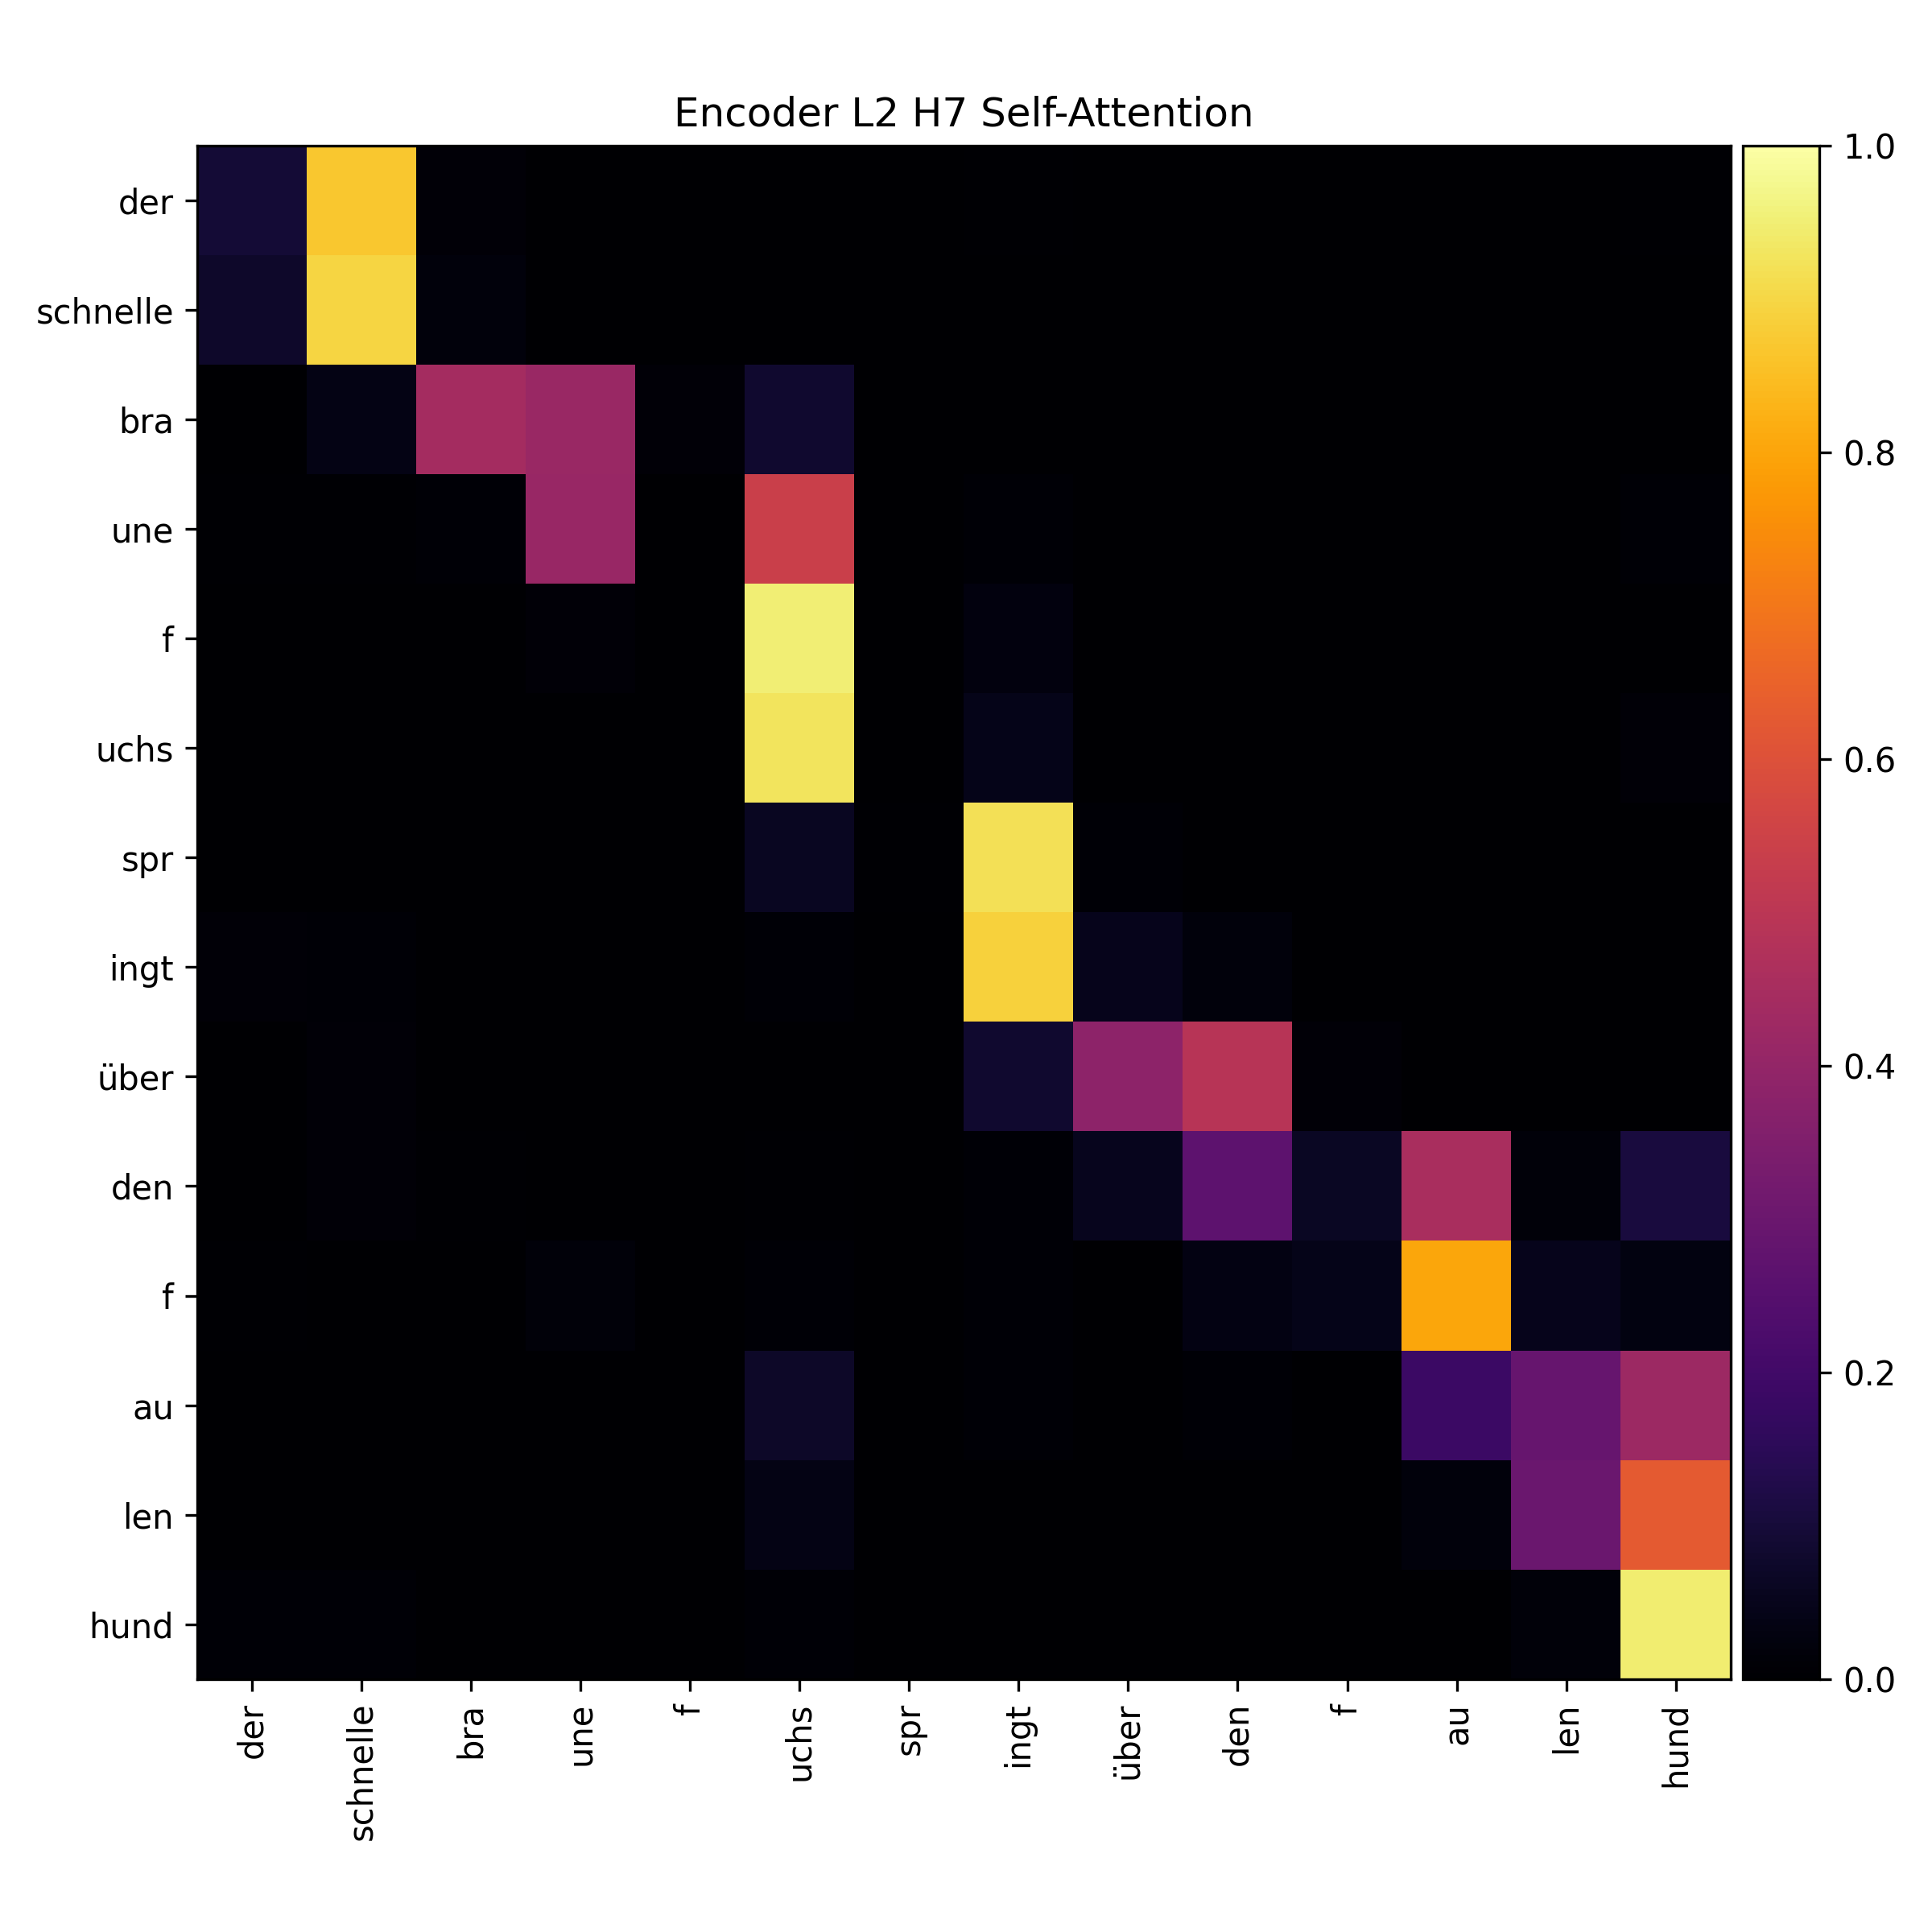 Encoder L2 H7 Self-Attention
der
schnelle
bra
une
f
uchs
spr
ingt
über
den
f
au
len
hund
der
schnelle
bra
une
f
uchs
spr
ingt
über
den
f
au
len
hund
1.0
0.8
0.6
0.4
0.2
0.0